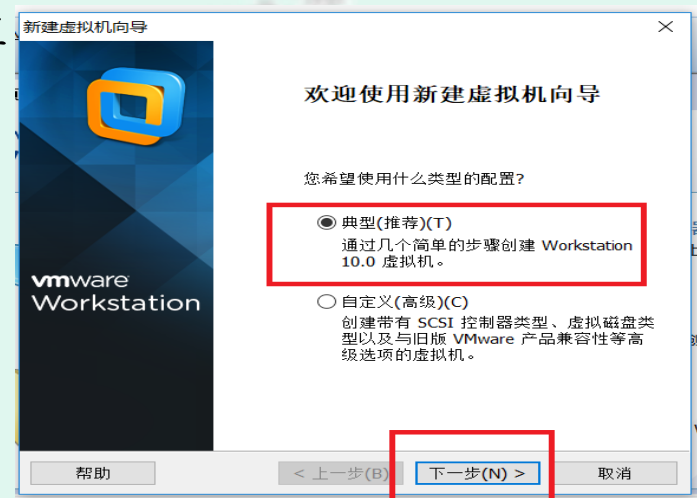 新建虚拟机向导
欢迎使用新建虚拟机向导
您希望使用什么类型的配置?
典型(推荐)(T)
通过几个简单的步骤创建 Workstation
10.0 虚拟机。
自定义(高级)(C)
创建带有 SCSI 控制器类型、虚拟磁盘类
型以及与旧版 VMware 产品兼容性等高
级选项的虚拟机。
vmware
Workstation
帮助
< 上一步(B)
下一步(N) >
取消